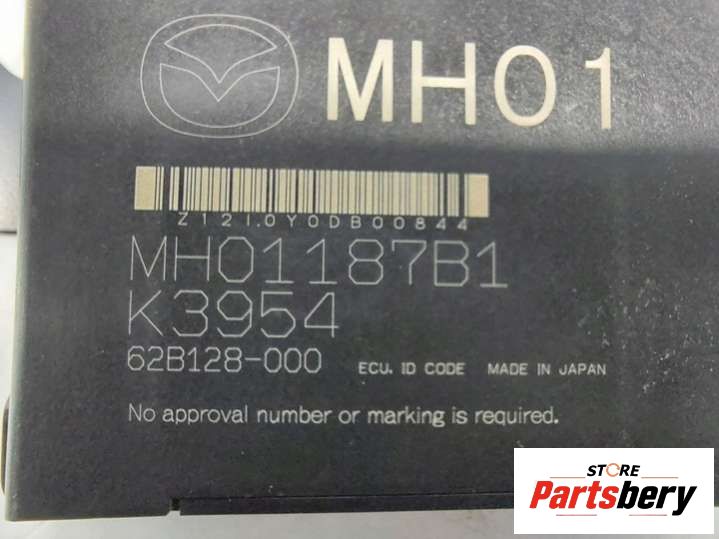 MH01
Z12I.0Y0DB00844
MH01187B1
K3954
62B128-000 ECU. ID CODE MADE IN JAPAN
No approval number or marking is required.
STORE
Partsbery